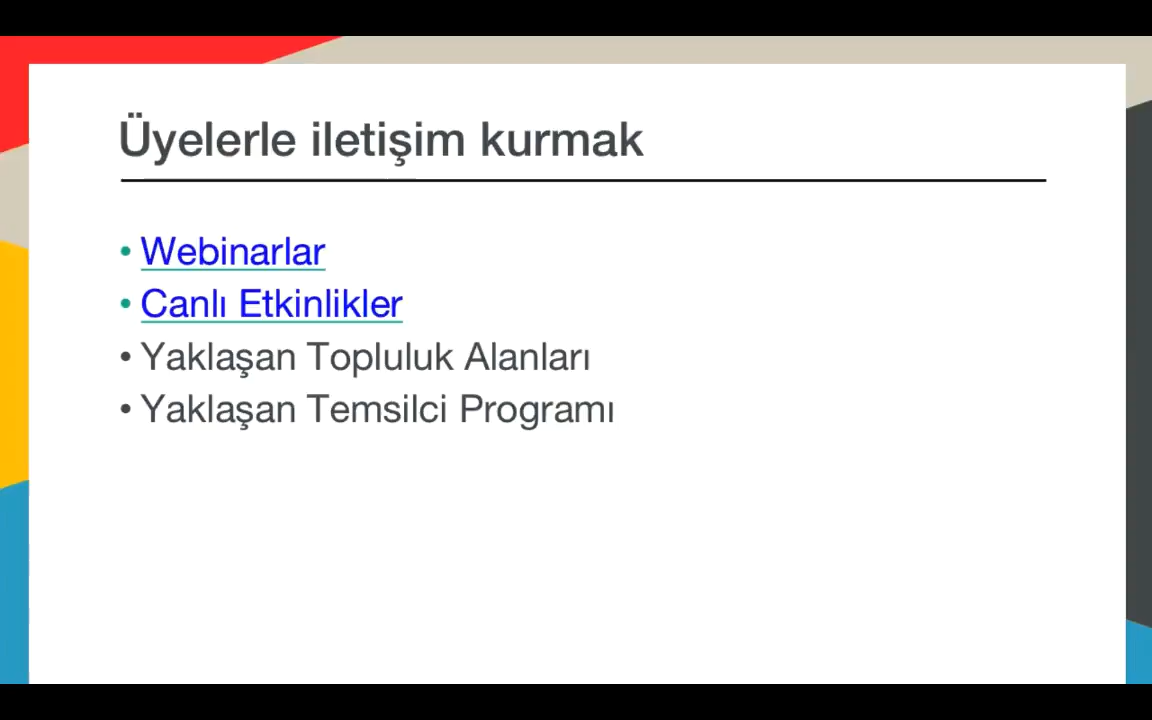 Üyelerle iletişim kurmak
• Webinarlar
• Canlı Etkinlikler
• Yaklaşan Topluluk Alanları
• Yaklaşan Temsilci Programı